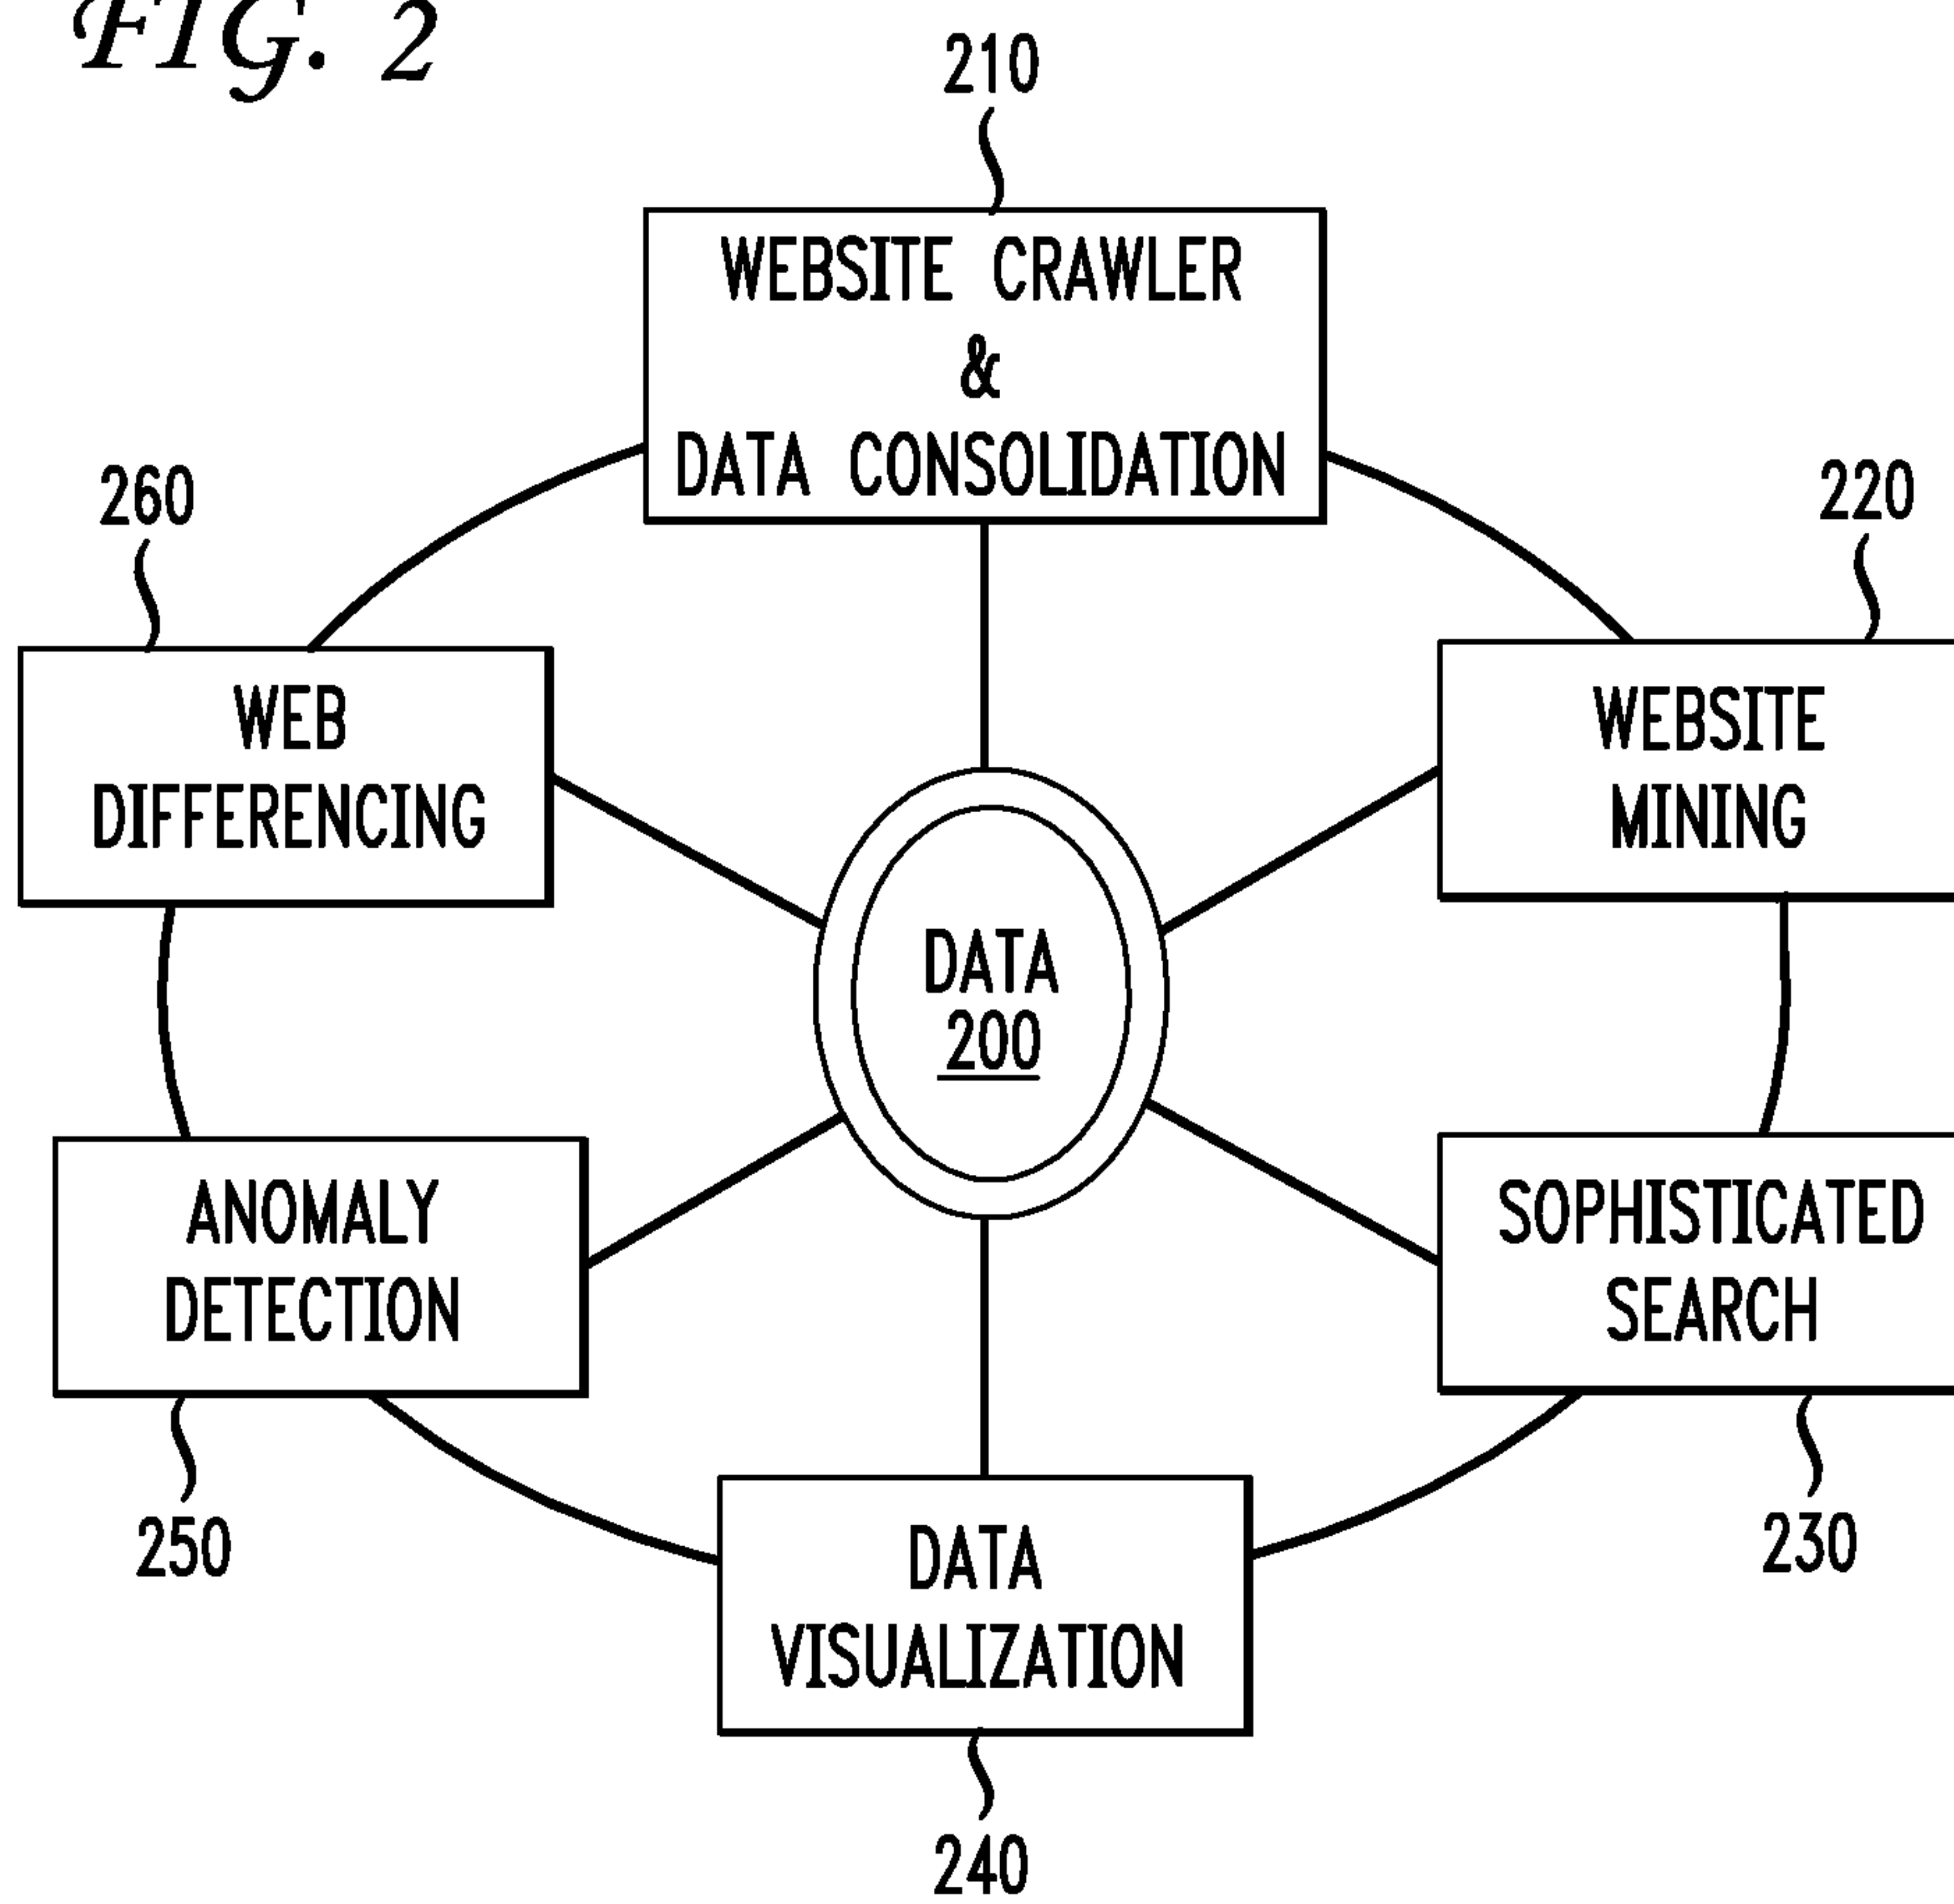 FIG. 2
210
WEBSITE CRAWLER
&
DATA CONSOLIDATION
260
220
WEB
DIFFERENCING
WEBSITE
MINING
DATA
200
ANOMALY
DETECTION
SOPHISTICATED
SEARCH
250
230
DATA
VISUALIZATION
240